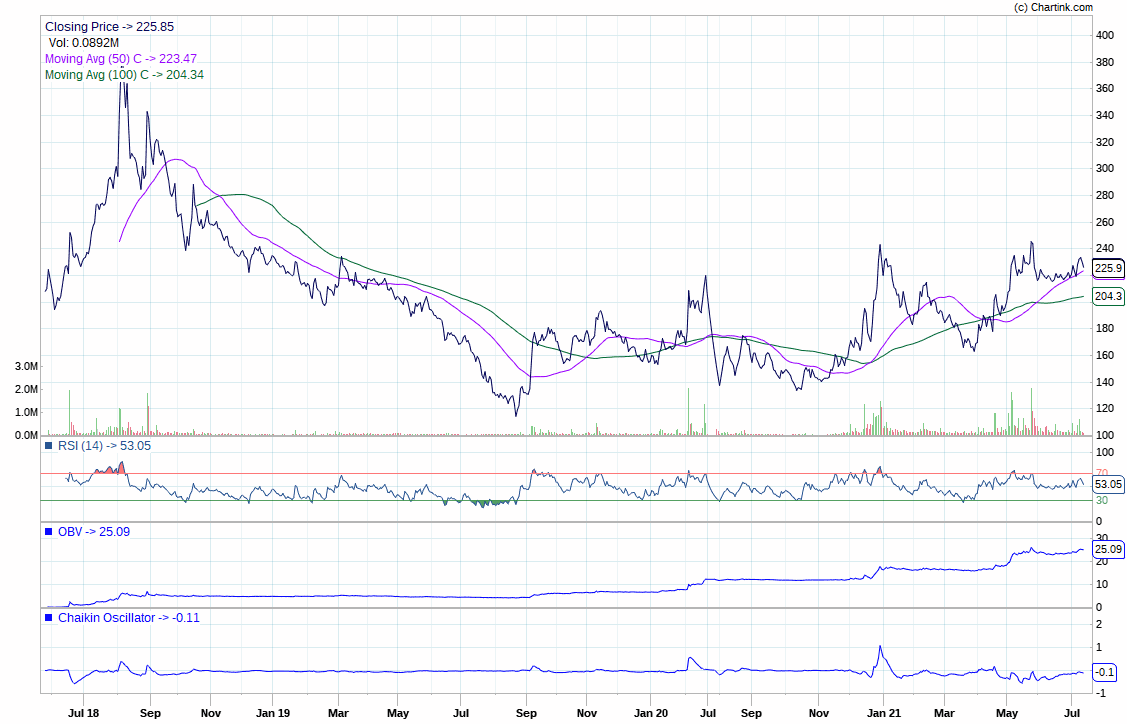 (c) Chartink.com
Closing Price -> 225.85
Vol: 0.0892M
Moving Avg (50) C -> 223.47
Moving Avg (100) C -> 204.34
400
380
360
340
320
300
280
260
240
225.9
204.3
180
160
140
120
100
3.0M
2.0M
1.0M
0.0M
RSI (14) -> 53.05
100
70
53.05
30
0
OBV -> 25.09
30
25.09
20
10
0
Chaikin Oscillator -> -0.11
2
1
-0.1
-1
Jul 18 Sep Nov Jan 19 Mar May Jul Sep Nov Jan 20 Jul Sep Nov Jan 21 Mar May Jul